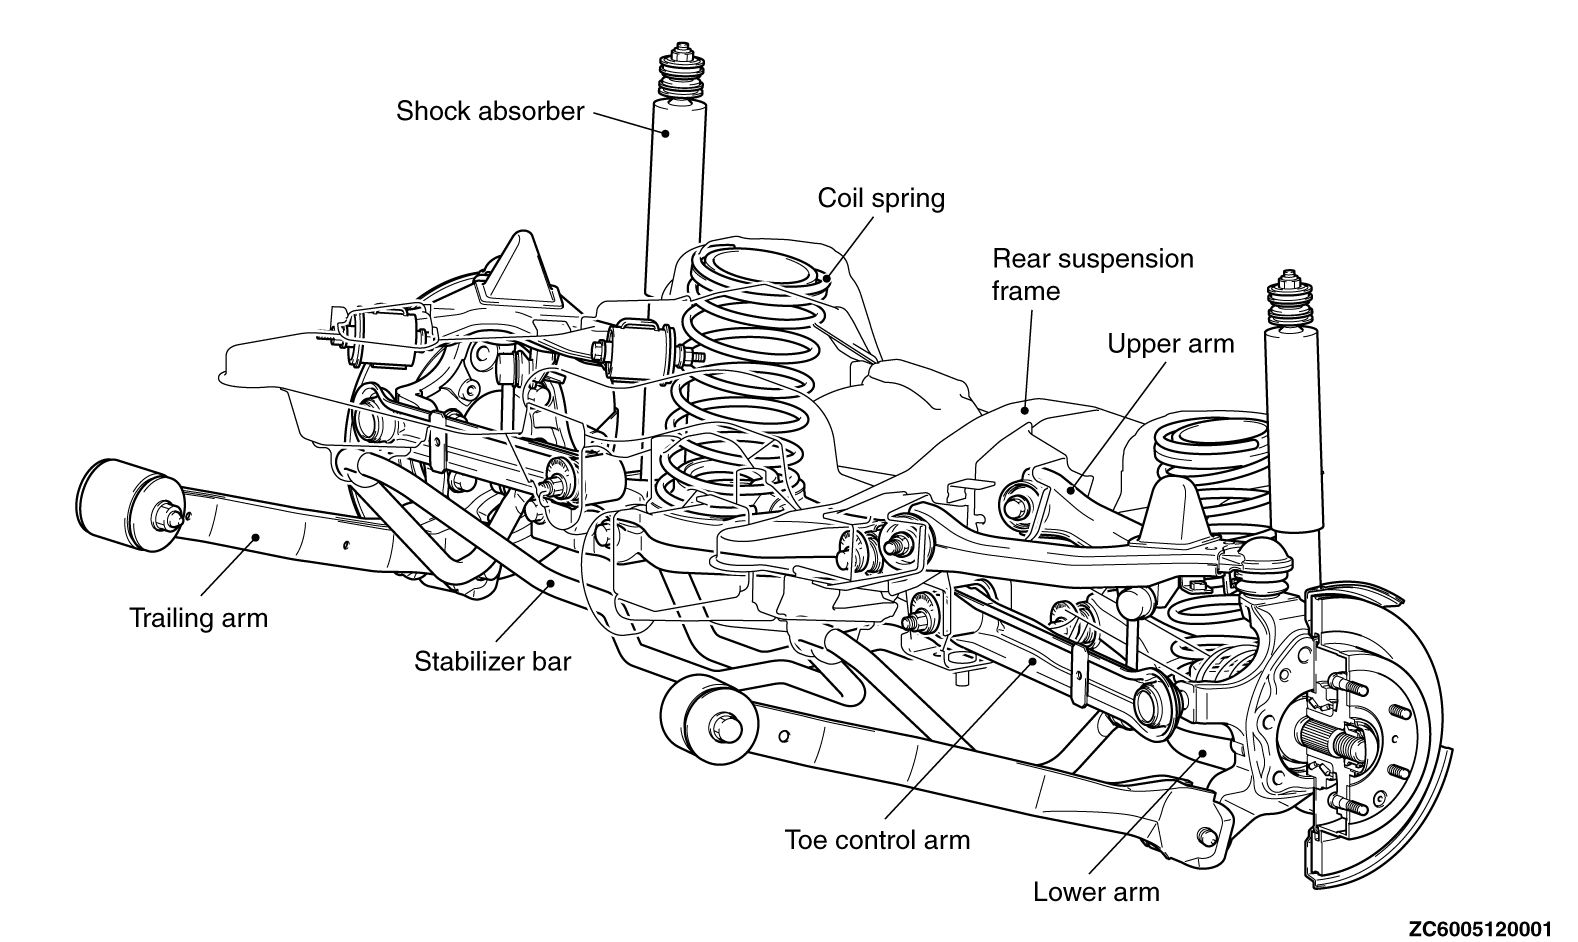 Shock absorber
Coil spring
Rear suspension
frame
Upper arm
Trailing arm
Stabilizer bar
Toe control arm
Lower arm
ZC6005120001